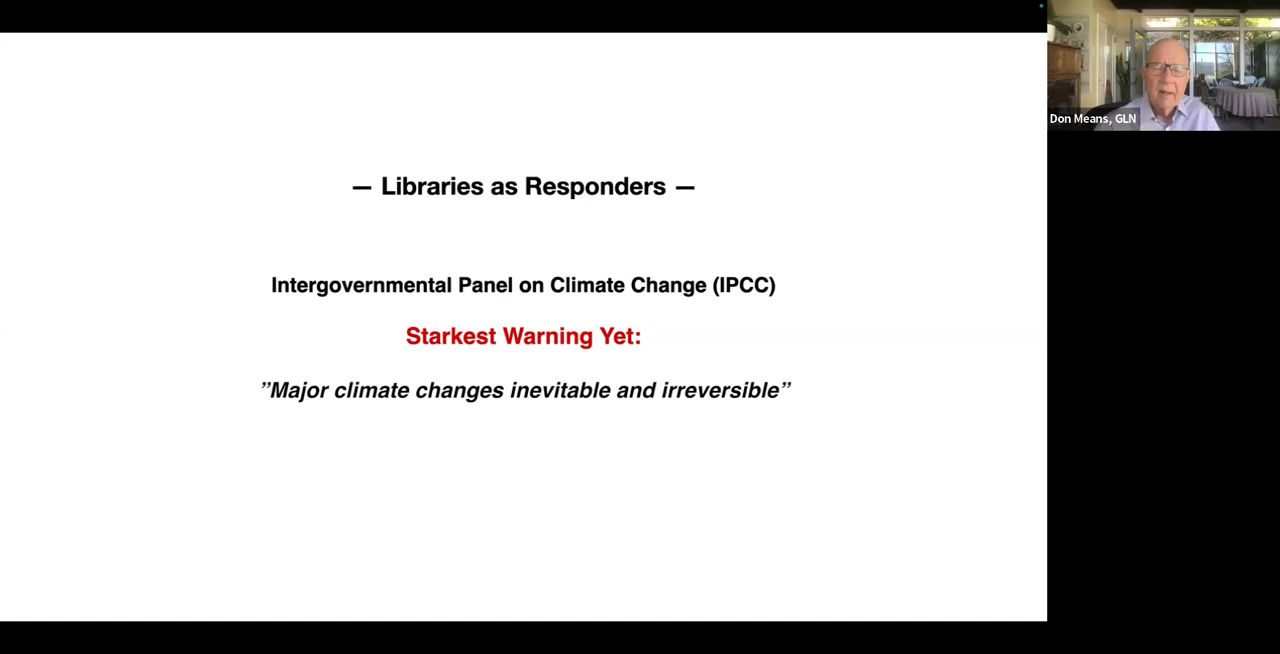 — Libraries as Responders —
Intergovernmental Panel on Climate Change (IPCC)
Starkest Warning Yet:
”Major climate changes inevitable and irreversible”
Don Means, GLN